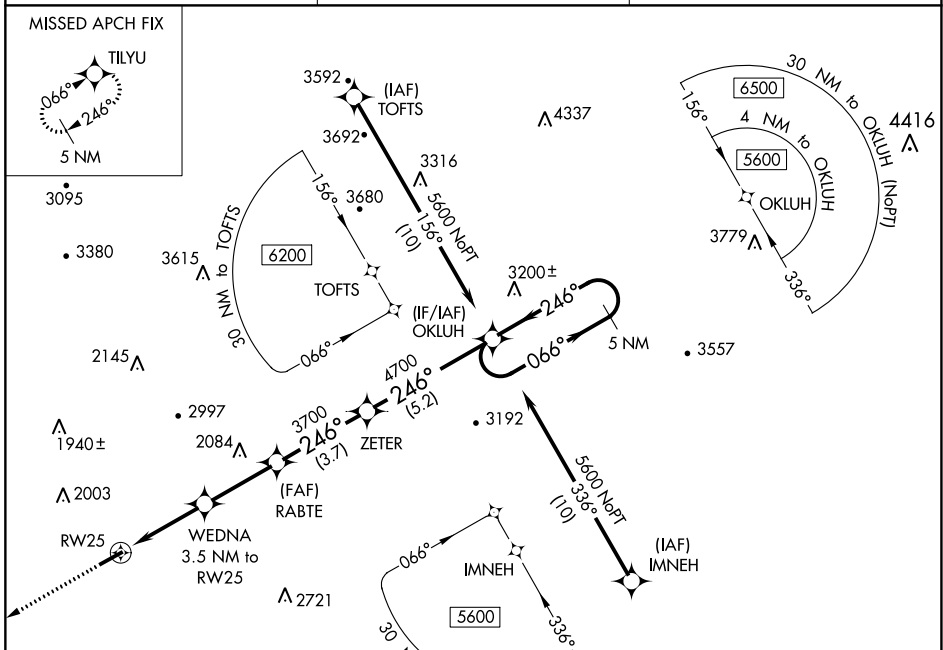 MISSED APCH FIX
TILYU
066°
246°
5 NM
3592
(IAF)
TOFTS
3692
4337
3316
3095
3680
3380
3615
5600 NoPT
156°
(10)
156°
6200
30 NM to TOFTS
TOFTS
066°
30 NM to OKLUH (NoPT)
6500
4416
156°
4 NM to OKLUH
5600
OKLUH
3779
336°
3200±
(IF/IAF)
OKLUH
246°
066°
5 NM
3557
2145
4700
246°
(5.2)
2997
3700
246°
(3.7)
ZETER
3192
1940±
2084
(FAF)
RABTE
2003
WEDNA
3.5 NM to
RW25
RW25
5600 NoPT
336°
(10)
(IAF)
IMNEH
066°
IMNEH
2721
30
5600
336°